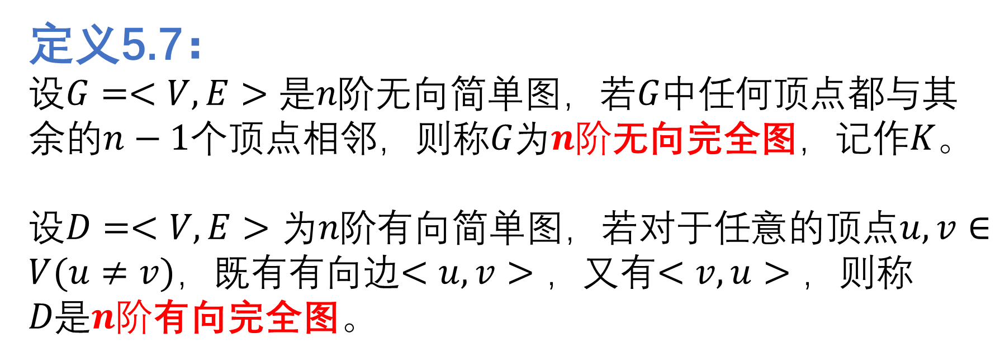 定义5.7：
设G =< V, E > 是n阶无向简单图，若G中任何顶点都与其
余的n − 1个顶点相邻，则称G为n阶无向完全图，记作K。
设D =< V, E > 为n阶有向简单图，若对于任意的顶点u, v ∈
V(u ≠ v)，既有有向边< u, v >，又有< v, u >，则称
D是n阶有向完全图。